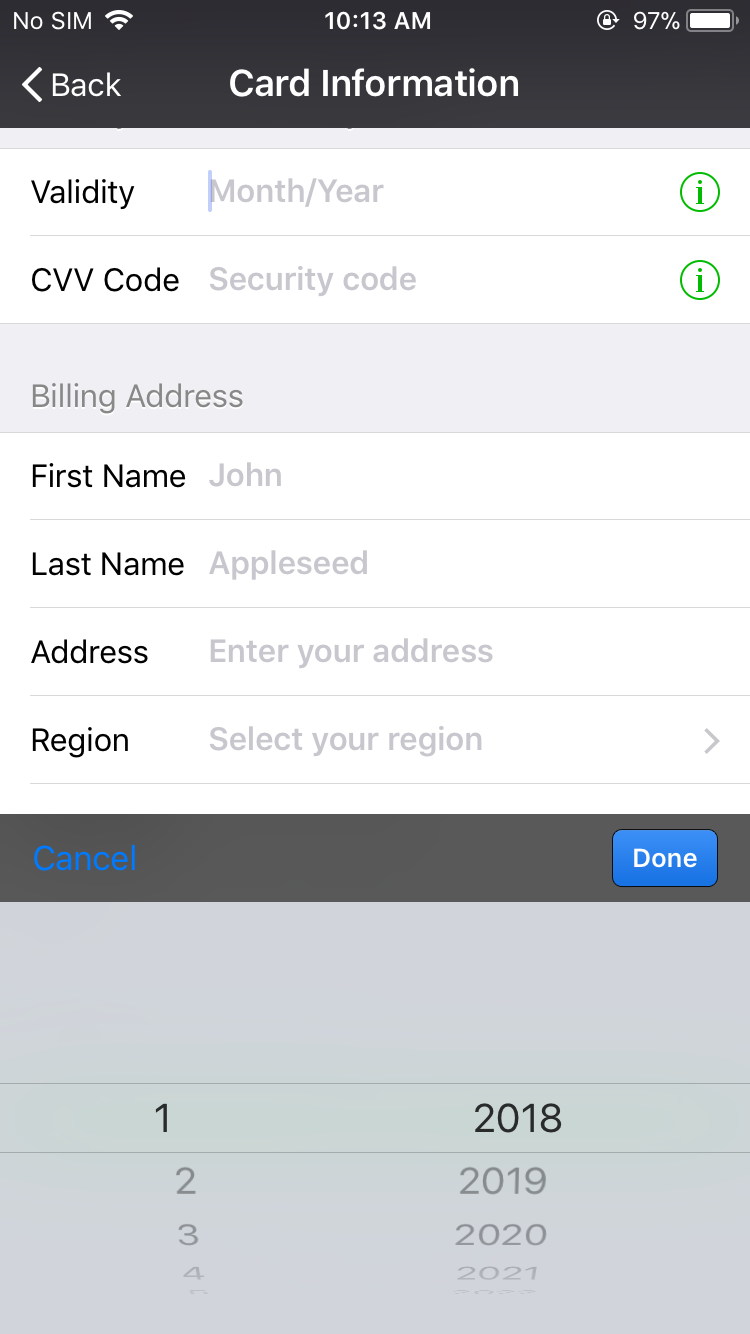 No SIM 10:13 AM 97%
Back Card Information
Validity Month/Year
CVV Code Security code
Billing Address
First Name John
Last Name Appleseed
Address Enter your address
Region Select your region
Cancel Done
1 2018
2 2019
3 2020
4 2021